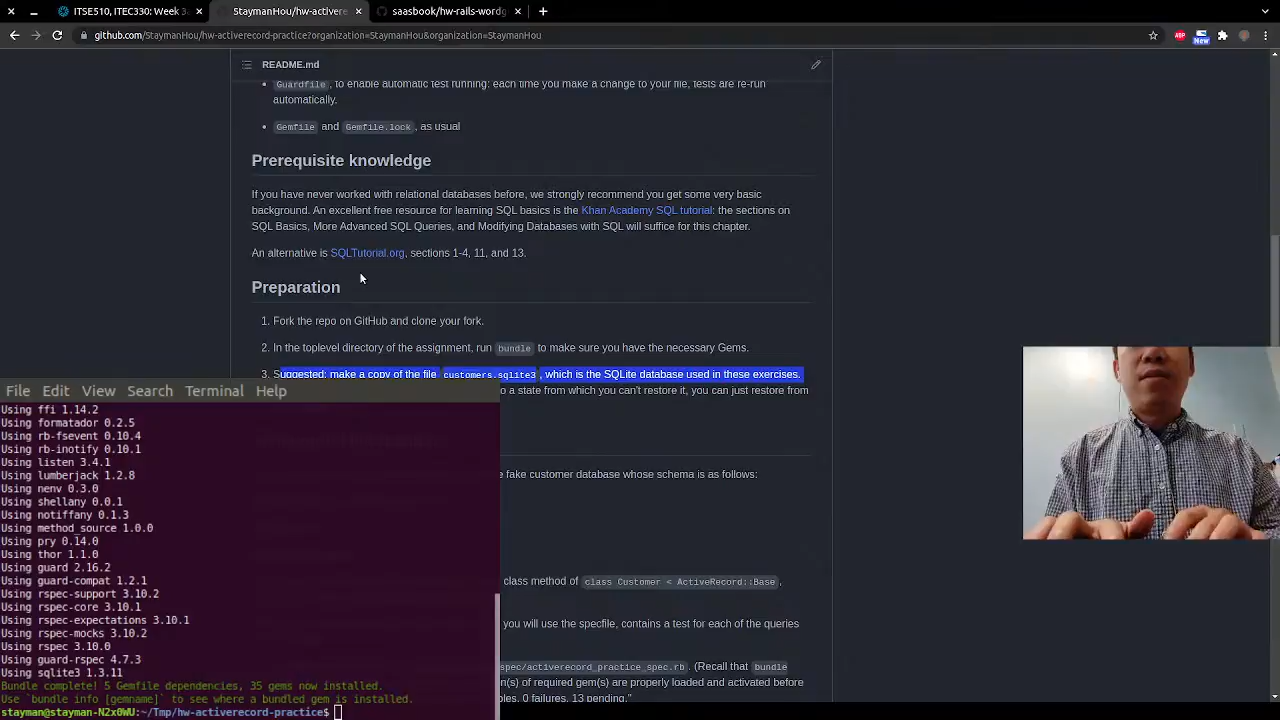 ITSE510, ITEC330: Week 3
StaymanHou/hw-activere
saasbook/hw-rails-wordg
github.com/StaymanHou/hw-activerecord-practice?organization=StaymanHou&organization=StaymanHou
ABP
New
README.md
Guardfile, to enable automatic test running: each time you make a change to your file, tests are re-run
automatically.
Gemfile and Gemfile.lock, as usual
Prerequisite knowledge
If you have never worked with relational databases before, we strongly recommend you get some very basic
background. An excellent free resource for learning SQL basics is the Khan Academy SQL tutorial: the sections on
SQL Basics, More Advanced SQL Queries, and Modifying Databases with SQL will suffice for this chapter.
An alternative is SQLTutorial.org, sections 1-4, 11, and 13.
Preparation
1. Fork the repo on GitHub and clone your fork.
2. In the toplevel directory of the assignment, run bundle to make sure you have the necessary Gems.
3. Suggested: make a copy of the file customers.sqlite3, which is the SQLite database used in these exercises.
o a state from which you can't restore it, you can just restore from
e fake customer database whose schema is as follows:
class method of class Customer < ActiveRecord::Base,
you will use the specfile, contains a test for each of the queries
spec/activerecord_practice_spec.rb. (Recall that bundle
n(s) of required gem(s) are properly loaded and activated before
ples, 0 failures, 13 pending."
File Edit View Search Terminal Help
Using ffi 1.14.2
Using formatador 0.2.5
Using rb-fsevent 0.10.4
Using rb-inotify 0.10.1
Using listen 3.4.1
Using lumberjack 1.2.8
Using nenv 0.3.0
Using shellany 0.0.1
Using notiffany 0.1.3
Using method_source 1.0.0
Using pry 0.14.0
Using thor 1.1.0
Using guard 2.16.2
Using guard-compat 1.2.1
Using rspec-support 3.10.2
Using rspec-core 3.10.1
Using rspec-expectations 3.10.1
Using rspec-mocks 3.10.2
Using rspec 3.10.0
Using guard-rspec 4.7.3
Using sqlite3 1.3.11
Bundle complete! 5 Gemfile dependencies, 35 gems now installed.
Use `bundle info [gemname]` to see where a bundled gem is installed.
stayman@stayman-N2x0WU:~/Tmp/hw-activerecord-practice$